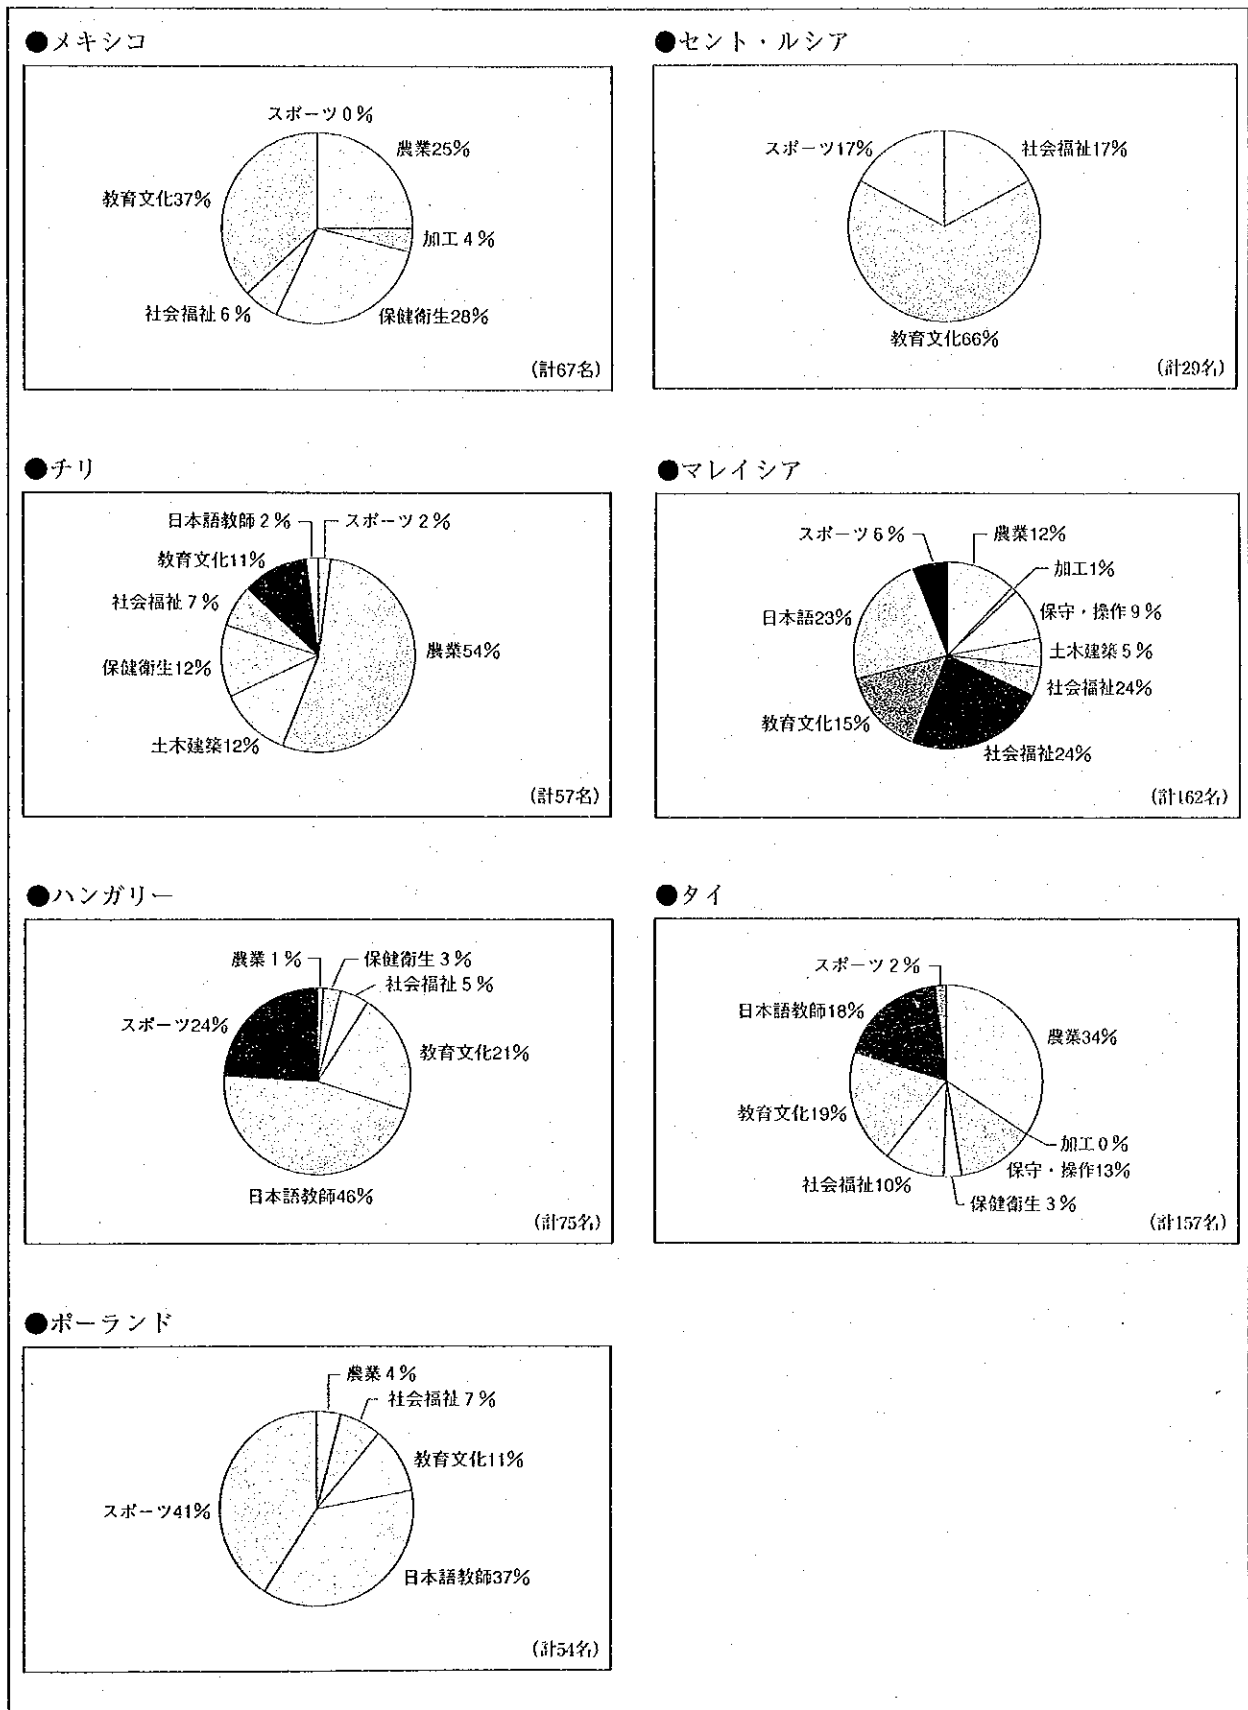 ●メキシコ
スポーツ0%
農業25%
教育文化37%
加工4%
社会福祉6%
保健衛生28%
(計67名)
●セント・ルシア
スポーツ17%
社会福祉17%
教育文化66%
(計29名)
●チリ
日本語教師2%
スポーツ2%
教育文化11%
社会福祉7%
農業54%
保健衛生12%
土木建築12%
(計57名)
●マレイシア
スポーツ6%
農業12%
加工1%
保守・操作9%
日本語23%
土木建築5%
社会福祉24%
教育文化15%
社会福祉24%
(計162名)
●ハンガリー
農業1%
保健衛生3%
社会福祉5%
スポーツ24%
教育文化21%
日本語教師46%
(計75名)
●タイ
スポーツ2%
日本語教師18%
農業34%
教育文化19%
加工0%
保守・操作13%
社会福祉10%
保健衛生3%
(計157名)
●ポーランド
農業4%
社会福祉7%
教育文化11%
スポーツ41%
日本語教師37%
(計54名)